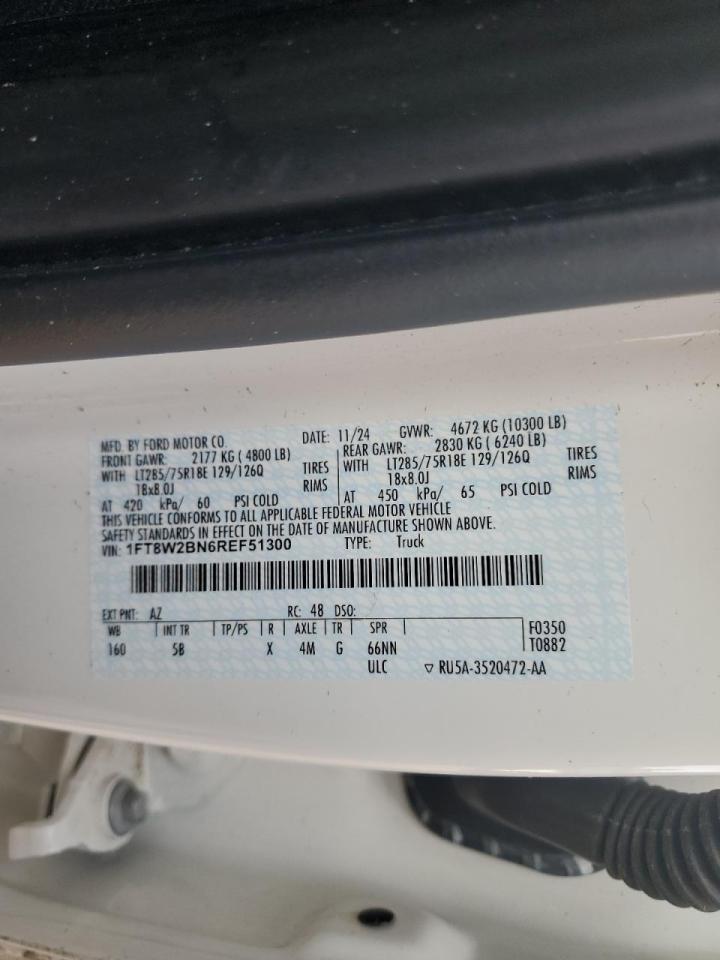 MFD. BY FORD MOTOR CO. DATE: 11/24 GVWR: 4672 KG (10300 LB)
FRONT GAWR: 2177 KG ( 4800 LB) REAR GAWR: 2830 KG ( 6240 LB)
WITH LT285/75R18E 129/126Q TIRES WITH LT285/75R18E 129/126Q TIRES
18x8.0J RIMS 18x8.0J RIMS
AT 420 kPa/ 60 PSI COLD AT 450 kPa/ 65 PSI COLD
THIS VEHICLE CONFORMS TO ALL APPLICABLE FEDERAL MOTOR VEHICLE
SAFETY STANDARDS IN EFFECT ON THE DATE OF MANUFACTURE SHOWN ABOVE.
VIN: 1FT8W2BN6REF51300 TYPE: Truck
EXT PNT: AZ RC: 48 DSO:
WB INT TR TP/PS R AXLE TR SPR F0350
160 5B X 4M G 66NN T0882
ULC ▽ RU5A-3520472-AA